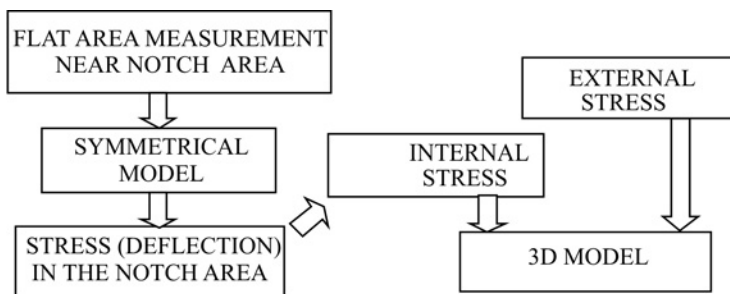 FLAT AREA MEASUREMENT
NEAR NOTCH AREA
SYMMETRICAL
MODEL
STRESS (DEFLECTION)
IN THE NOTCH AREA
INTERNAL
STRESS
EXTERNAL
STRESS
3D MODEL